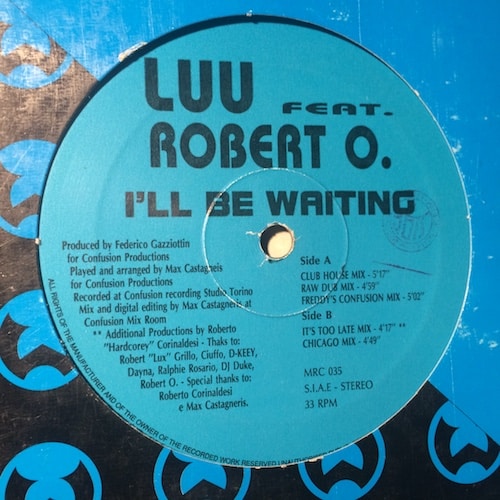 LUU FEAT.
ROBERT O.
I'LL BE WAITING
Produced by Federico Gazziottin
for Confusion Productions
Played and arranged by Max Castagneis
for Confusion Productions
Recorded at Confusion recording Studio Torino
Mix and digital editing by Max Castagneris at
Confusion Mix Room
** Additional Productions by Roberto
"Hardcorey" Corinaldesi - Thaks to:
Robert "Lux" Grillo, Ciuffo, D-KEEY,
Dayna, Ralphie Rosario, DJ Duke,
Robert O. - Special thanks to:
Roberto Corinaldesi
e Max Castagneris.
Side A
CLUB HOUSE MIX - 5'17"
RAW DUB MIX - 4'59"
FREDDY'S CONFUSION MIX - 5'02"
Side B
IT'S TOO LATE MIX - 4'17" **
CHICAGO MIX - 4'49"
MRC 035
S.I.A.E - STEREO
33 RPM
ALL RIGHTS OF THE MANUFACTURER AND OF THE OWNER OF THE RECORDED WORK RESERVED